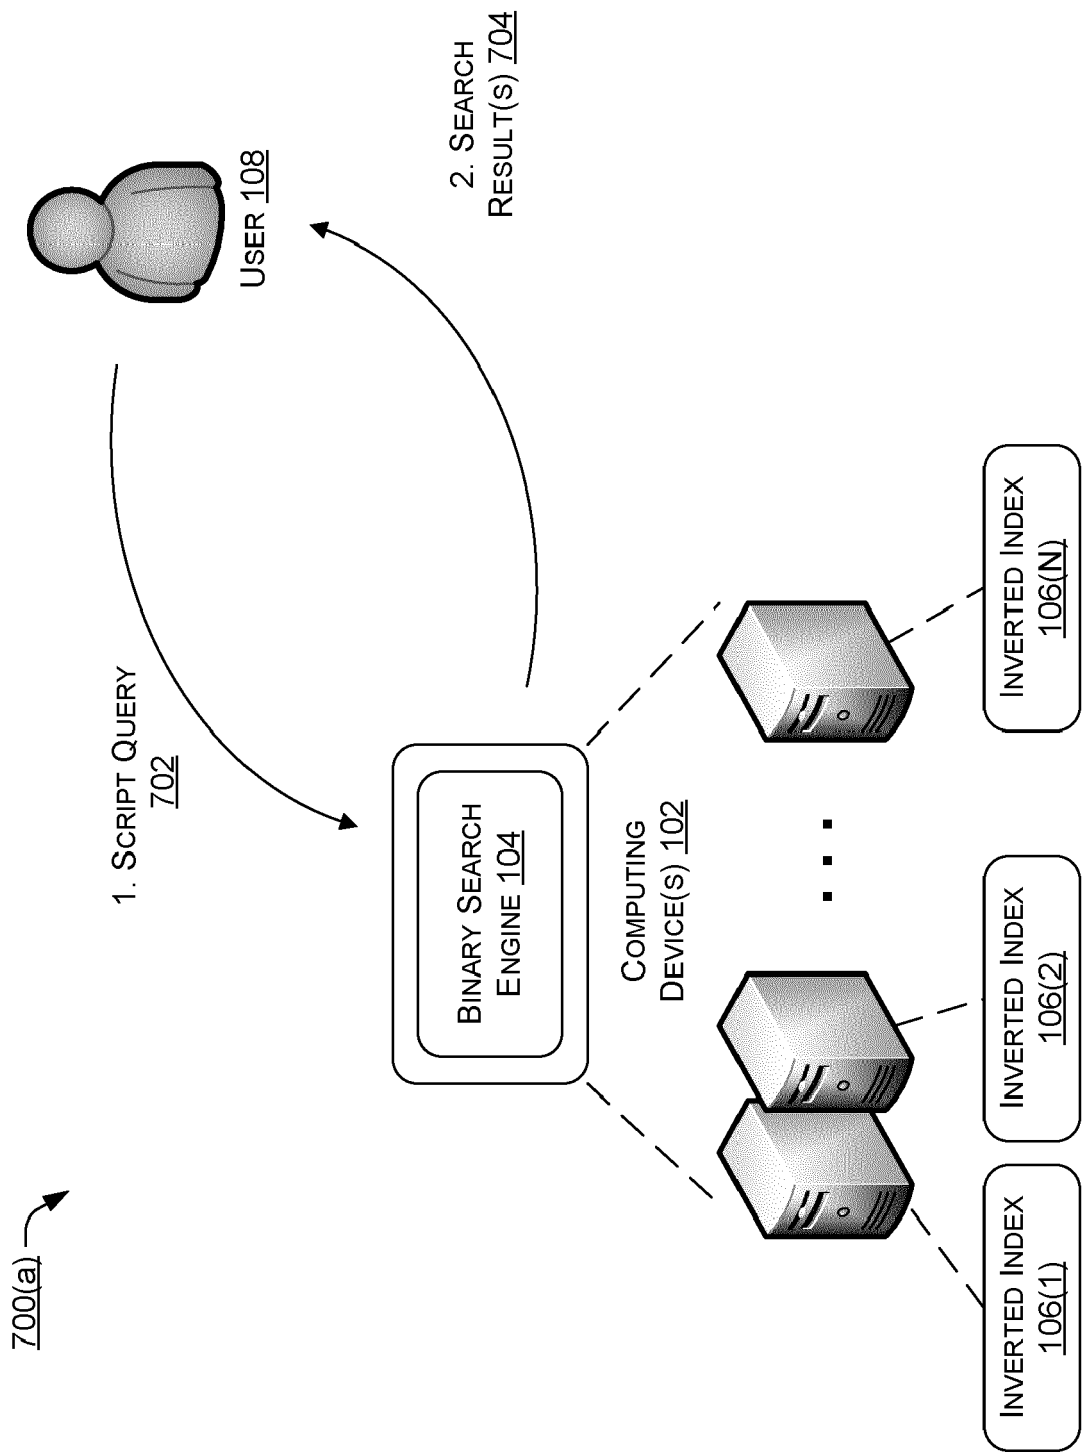 700(a)
1. SCRIPT QUERY
702
USER 108
2. SEARCH
RESULT(S) 704
BINARY SEARCH
ENGINE 104
COMPUTING
DEVICE(S) 102
INVERTED INDEX
106(1)
INVERTED INDEX
106(2)
INVERTED INDEX
106(N)